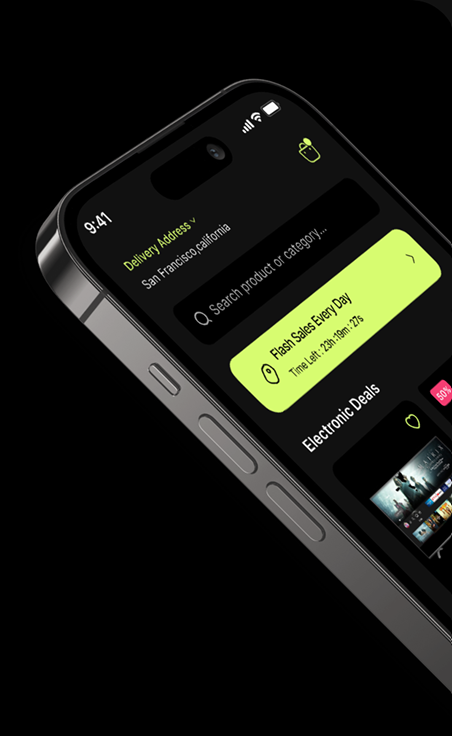 9:41
Delivery Address
San Francisco,california
Search product or category...
Flash Sales Every Day
Time Left : 23h :19m : 27s
Electronic Deals
50%